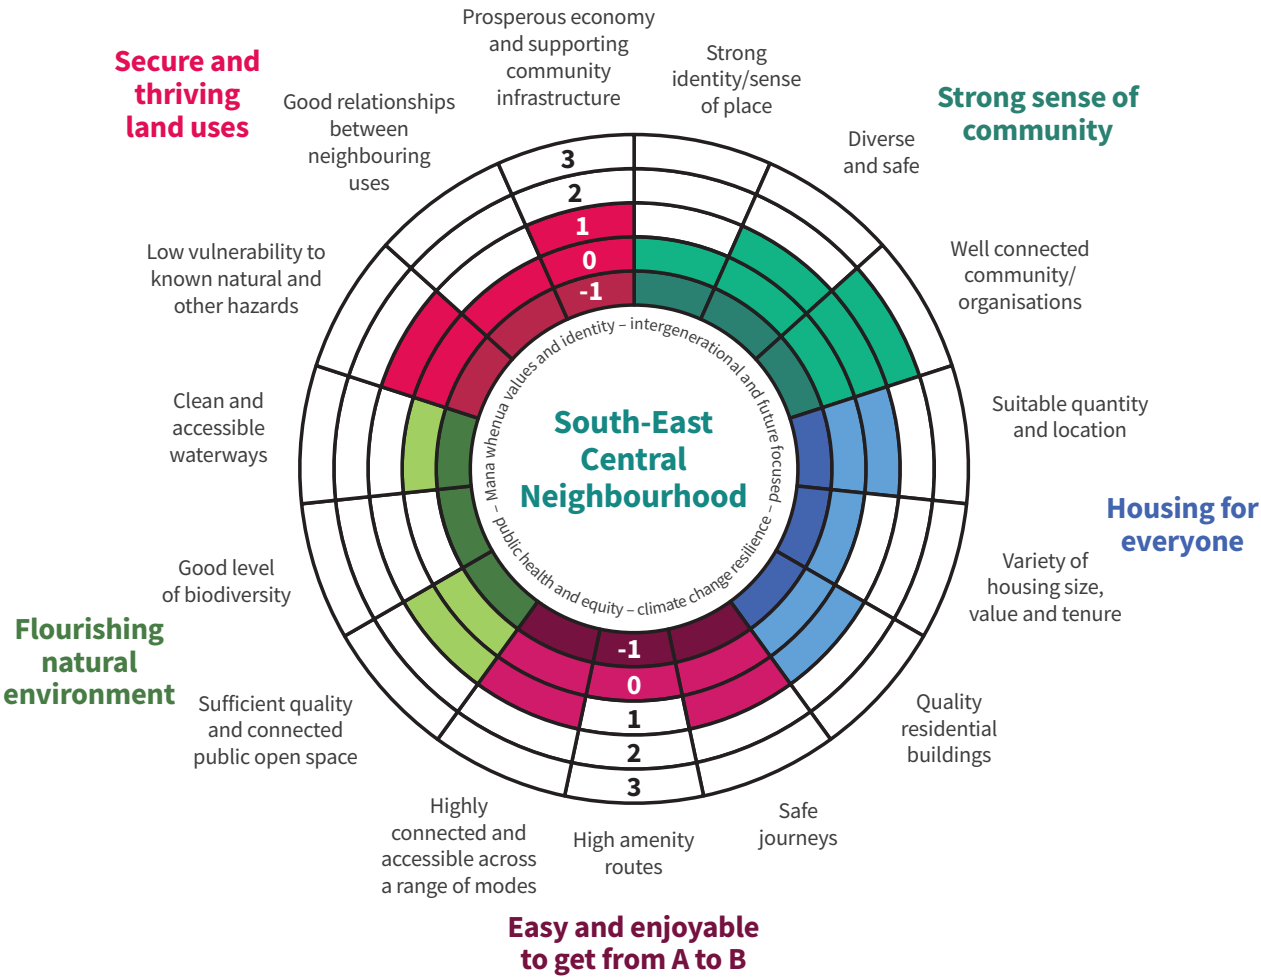 Prosperous economy
and supporting
community
infrastructure
Strong
identity/sense
of place
Secure and
thriving
land uses
Good relationships
between
neighbouring
uses
Strong sense of
community
Diverse
and safe
Low vulnerability to
known natural and
other hazards
Well connected
community/
organisations
3
2
1
0
-1
Clean and
accessible
waterways
Suitable quantity
and location
Mana whenua values and identity – intergenerational and future focused –
climate change resilience –
public health and equity –
South-East
Central
Neighbourhood
Housing for
everyone
Good level
of biodiversity
Variety of
housing size,
value and tenure
Flourishing
natural
environment
-1
0
1
2
3
Sufficient quality
and connected
public open space
Quality
residential
buildings
Highly
connected and
accessible across
a range of modes
High amenity
routes
Safe
journeys
Easy and enjoyable
to get from A to B